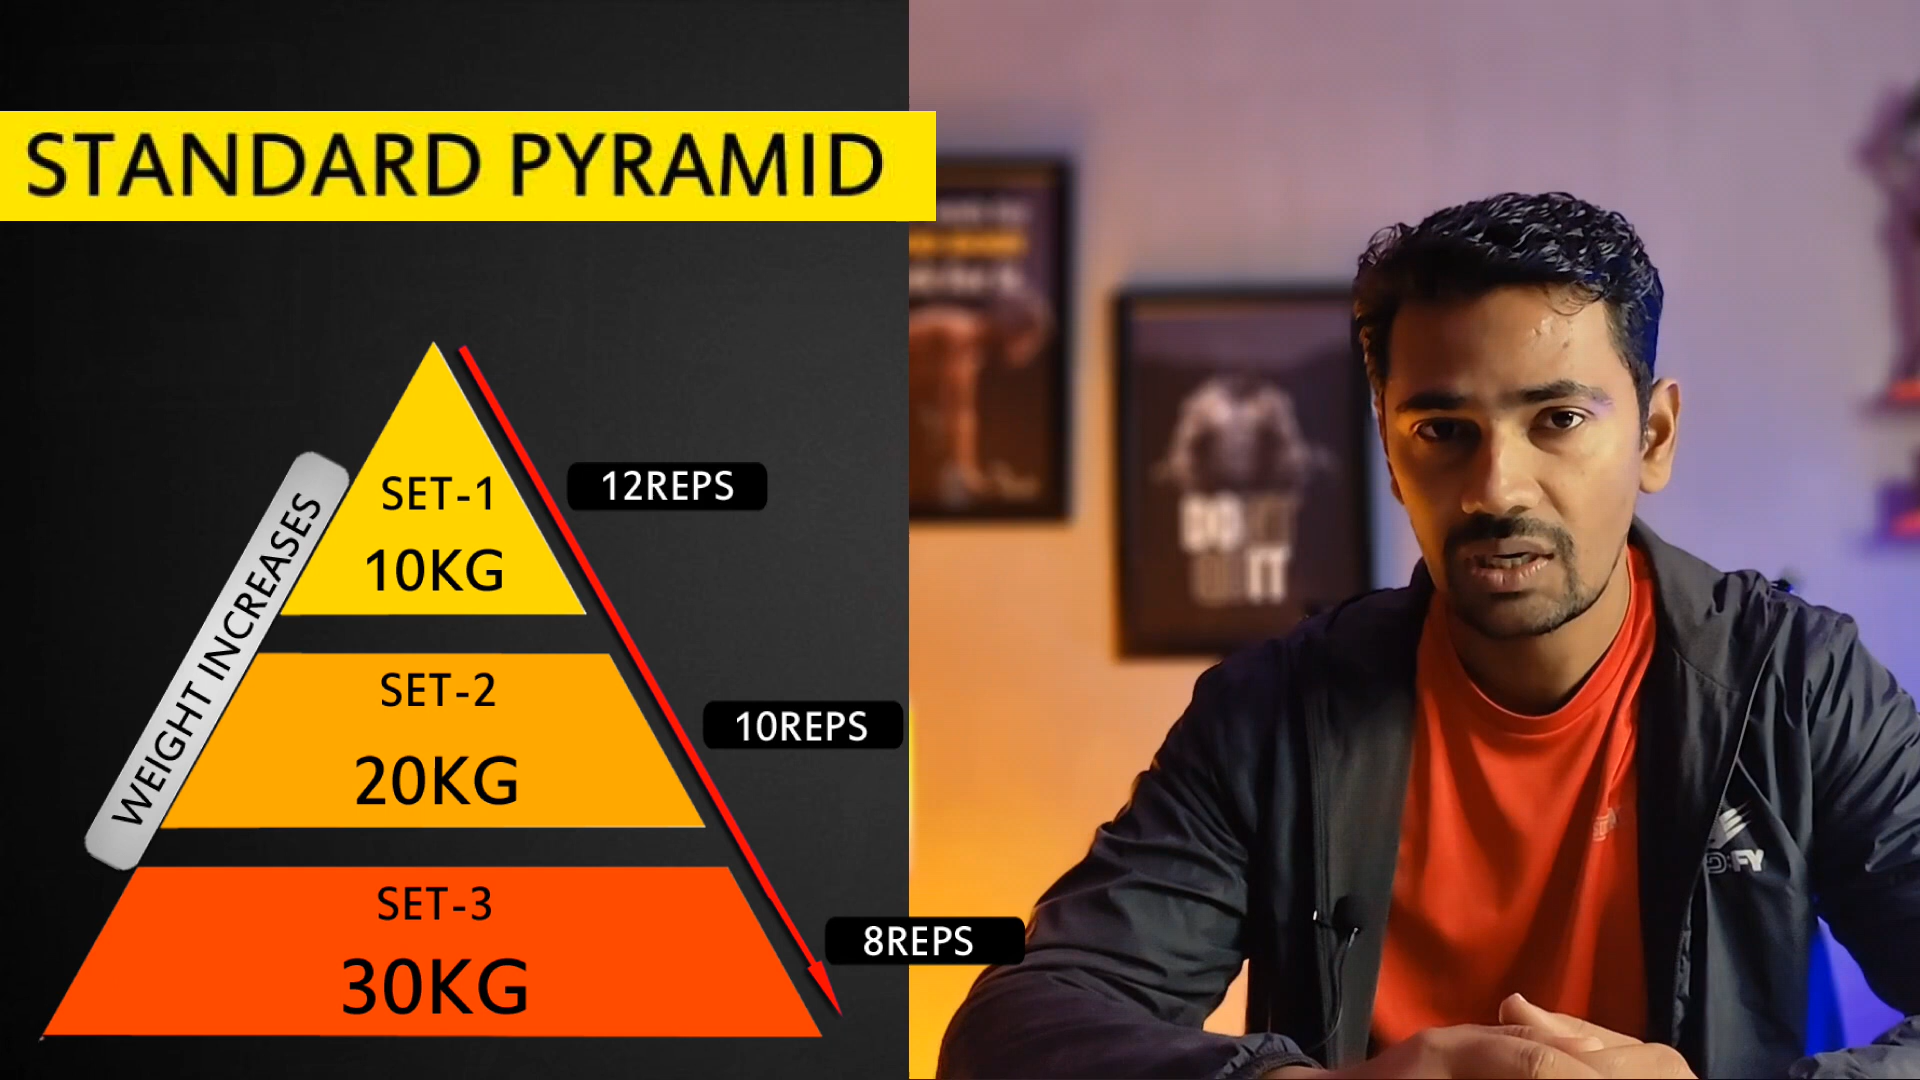 STANDARD PYRAMID
WEIGHT INCREASES
SET-1
10KG
12REPS
SET-2
20KG
10REPS
SET-3
30KG
8REPS